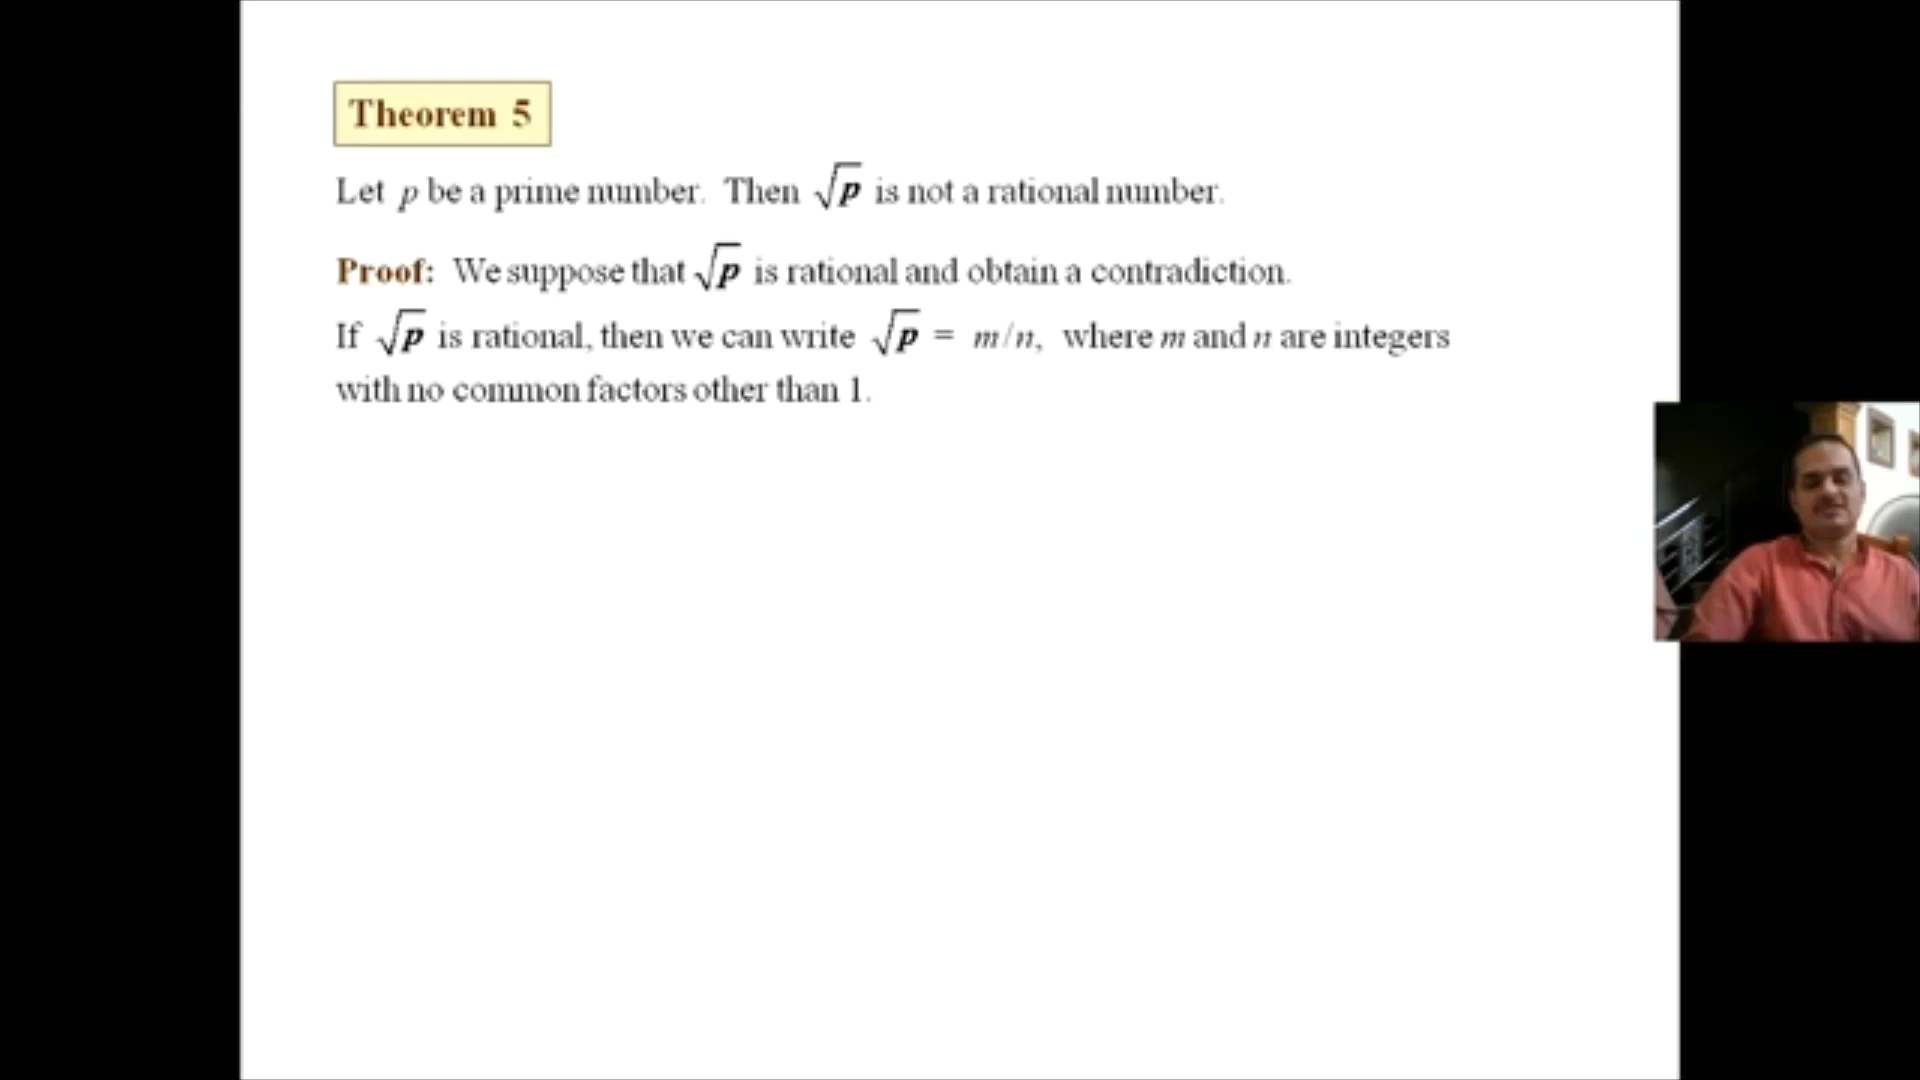 Theorem 5
Let p be a prime number. Then √p is not a rational number.
Proof: We suppose that √p is rational and obtain a contradiction.
If √p is rational, then we can write √p = m/n, where m and n are integers
with no common factors other than 1.